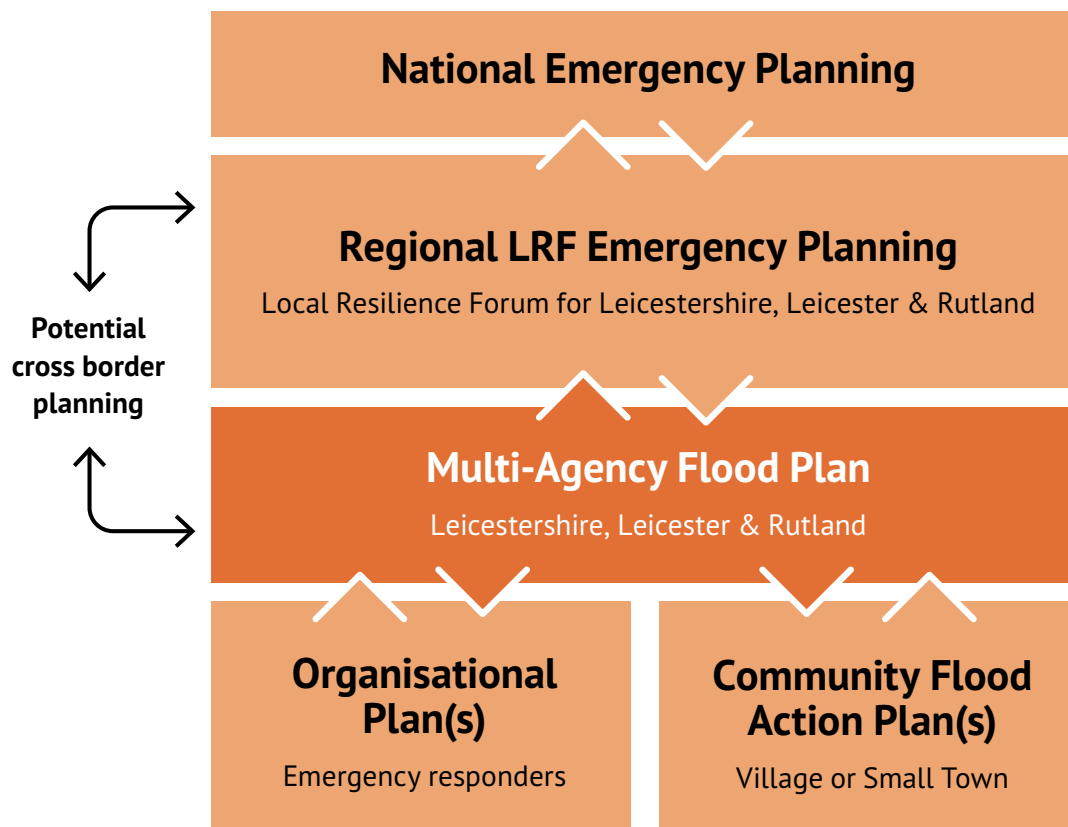 National Emergency Planning
Regional LRF Emergency Planning
Local Resilience Forum for Leicestershire, Leicester & Rutland
Potential
cross border
planning
Multi-Agency Flood Plan
Leicestershire, Leicester & Rutland
Organisational
Plan(s)
Emergency responders
Community Flood
Action Plan(s)
Village or Small Town